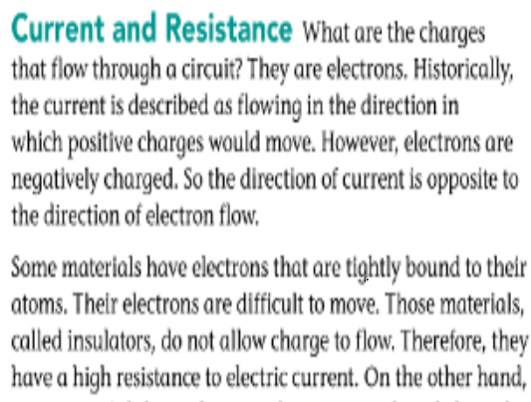 Current and Resistance What are the charges
that flow through a circuit? They are electrons. Historically,
the current is described as flowing in the direction in
which positive charges would move. However, electrons are
negatively charged. So the direction of current is opposite to
the direction of electron flow.
Some materials have electrons that are tightly bound to their
atoms. Their electrons are difficult to move. Those materials,
called insulators, do not allow charge to flow. Therefore, they
have a high resistance to electric current. On the other hand,